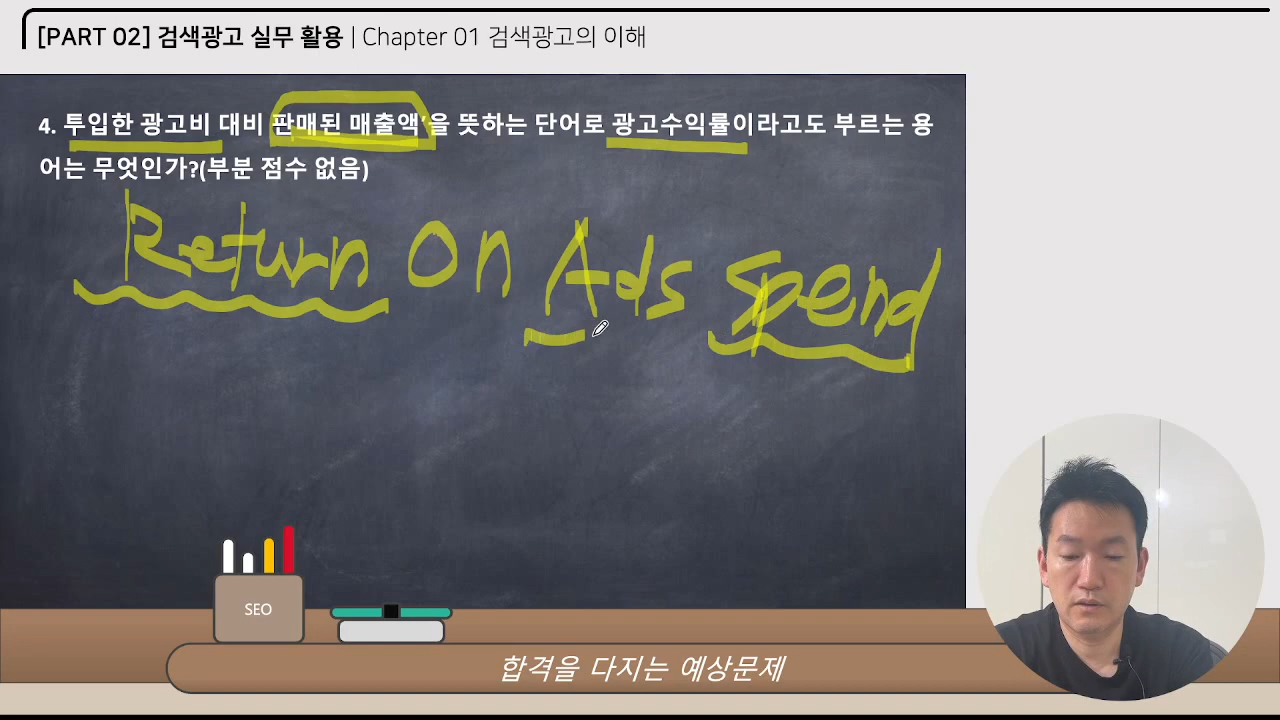 [PART 02] 검색광고 실무 활용 | Chapter 01 검색광고의 이해
4. 투입한 광고비 대비 판매된 매출액’을 뜻하는 단어로 광고수익률이라고도 부르는 용
어는 무엇인가?(부분 점수 없음)
Return On Ads Spend
SEO
합격을 다지는 예상문제